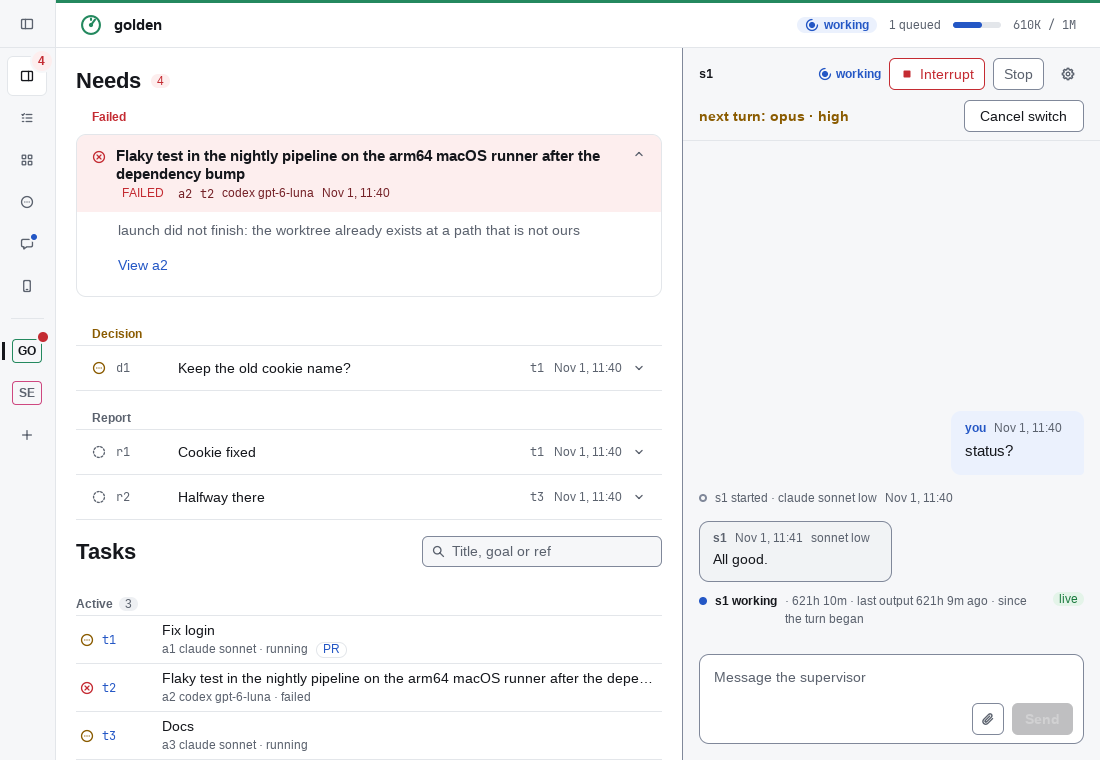 golden
working
1 queued
610K / 1M
4
GO
SE
Needs 4
Failed
Flaky test in the nightly pipeline on the arm64 macOS runner after the
dependency bump
FAILED a2 t2 codex gpt-6-luna Nov 1, 11:40
launch did not finish: the worktree already exists at a path that is not ours
View a2
Decision
d1 Keep the old cookie name? t1 Nov 1, 11:40
Report
r1 Cookie fixed t1 Nov 1, 11:40
r2 Halfway there t3 Nov 1, 11:40
Tasks
Title, goal or ref
Active 3
t1 Fix login
a1 claude sonnet · running PR
t2 Flaky test in the nightly pipeline on the arm64 macOS runner after the depe…
a2 codex gpt-6-luna · failed
t3 Docs
a3 claude sonnet · running
s1
working
Interrupt
Stop
next turn: opus · high
Cancel switch
you Nov 1, 11:40
status?
s1 started · claude sonnet low Nov 1, 11:40
s1 Nov 1, 11:41 sonnet low
All good.
s1 working · 621h 10m · last output 621h 9m ago · since
the turn began
live
Message the supervisor
Send